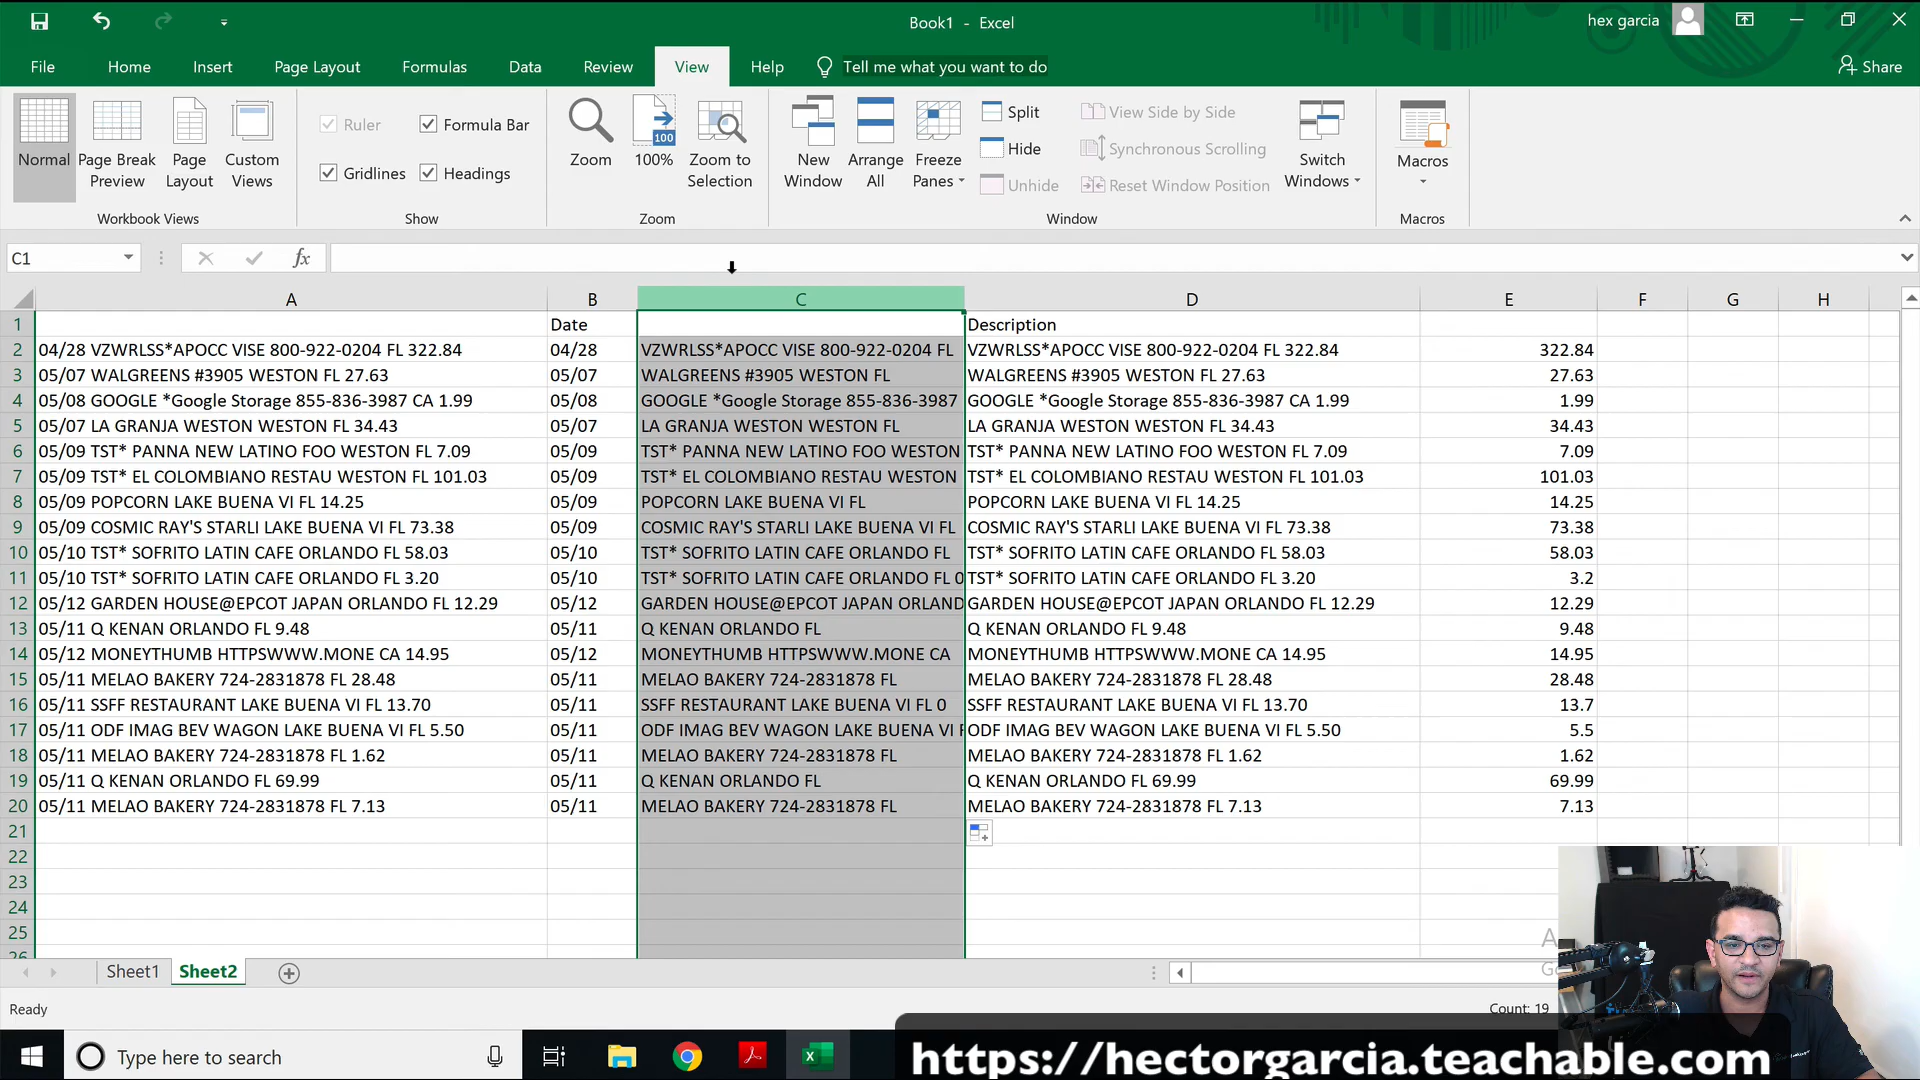 Book1 - Excel
hex garcia
File Home Insert Page Layout Formulas Data Review View Help Tell me what you want to do Share
Normal
Page Break Preview
Page Layout
Custom Views
Workbook Views
Ruler
Formula Bar
Gridlines
Headings
Show
Zoom
100
100%
Zoom to Selection
Zoom
New Window
Arrange All
Freeze Panes
Split
Hide
Unhide
View Side by Side
Synchronous Scrolling
Reset Window Position
Switch Windows
Window
Macros
Macros
C1
fx
A B C D E F G H
1 Date Description
2 04/28 VZWRLSS*APOCC VISE 800-922-0204 FL 322.84 04/28 VZWRLSS*APOCC VISE 800-922-0204 FL VZWRLSS*APOCC VISE 800-922-0204 FL 322.84 322.84
3 05/07 WALGREENS #3905 WESTON FL 27.63 05/07 WALGREENS #3905 WESTON FL WALGREENS #3905 WESTON FL 27.63 27.63
4 05/08 GOOGLE *Google Storage 855-836-3987 CA 1.99 05/08 GOOGLE *Google Storage 855-836-3987 GOOGLE *Google Storage 855-836-3987 CA 1.99 1.99
5 05/07 LA GRANJA WESTON WESTON FL 34.43 05/07 LA GRANJA WESTON WESTON FL LA GRANJA WESTON WESTON FL 34.43 34.43
6 05/09 TST* PANNA NEW LATINO FOO WESTON FL 7.09 05/09 TST* PANNA NEW LATINO FOO WESTON TST* PANNA NEW LATINO FOO WESTON FL 7.09 7.09
7 05/09 TST* EL COLOMBIANO RESTAU WESTON FL 101.03 05/09 TST* EL COLOMBIANO RESTAU WESTON TST* EL COLOMBIANO RESTAU WESTON FL 101.03 101.03
8 05/09 POPCORN LAKE BUENA VI FL 14.25 05/09 POPCORN LAKE BUENA VI FL POPCORN LAKE BUENA VI FL 14.25 14.25
9 05/09 COSMIC RAY'S STARLI LAKE BUENA VI FL 73.38 05/09 COSMIC RAY'S STARLI LAKE BUENA VI FL COSMIC RAY'S STARLI LAKE BUENA VI FL 73.38 73.38
10 05/10 TST* SOFRITO LATIN CAFE ORLANDO FL 58.03 05/10 TST* SOFRITO LATIN CAFE ORLANDO FL TST* SOFRITO LATIN CAFE ORLANDO FL 58.03 58.03
11 05/10 TST* SOFRITO LATIN CAFE ORLANDO FL 3.20 05/10 TST* SOFRITO LATIN CAFE ORLANDO FL 0 TST* SOFRITO LATIN CAFE ORLANDO FL 3.20 3.2
12 05/12 GARDEN HOUSE@EPCOT JAPAN ORLANDO FL 12.29 05/12 GARDEN HOUSE@EPCOT JAPAN ORLAND GARDEN HOUSE@EPCOT JAPAN ORLANDO FL 12.29 12.29
13 05/11 Q KENAN ORLANDO FL 9.48 05/11 Q KENAN ORLANDO FL Q KENAN ORLANDO FL 9.48 9.48
14 05/12 MONEYTHUMB HTTPSWWW.MONE CA 14.95 05/12 MONEYTHUMB HTTPSWWW.MONE CA MONEYTHUMB HTTPSWWW.MONE CA 14.95 14.95
15 05/11 MELAO BAKERY 724-2831878 FL 28.48 05/11 MELAO BAKERY 724-2831878 FL MELAO BAKERY 724-2831878 FL 28.48 28.48
16 05/11 SSFF RESTAURANT LAKE BUENA VI FL 13.70 05/11 SSFF RESTAURANT LAKE BUENA VI FL 0 SSFF RESTAURANT LAKE BUENA VI FL 13.70 13.7
17 05/11 ODF IMAG BEV WAGON LAKE BUENA VI FL 5.50 05/11 ODF IMAG BEV WAGON LAKE BUENA VI F ODF IMAG BEV WAGON LAKE BUENA VI FL 5.50 5.5
18 05/11 MELAO BAKERY 724-2831878 FL 1.62 05/11 MELAO BAKERY 724-2831878 FL MELAO BAKERY 724-2831878 FL 1.62 1.62
19 05/11 Q KENAN ORLANDO FL 69.99 05/11 Q KENAN ORLANDO FL Q KENAN ORLANDO FL 69.99 69.99
20 05/11 MELAO BAKERY 724-2831878 FL 7.13 05/11 MELAO BAKERY 724-2831878 FL MELAO BAKERY 724-2831878 FL 7.13 7.13
21
22
23
24
25
Sheet1 Sheet2
Ready
Count: 19
Type here to search
https://hectorgarcia.teachable.com